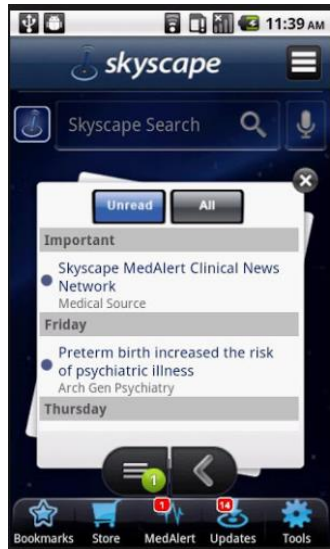 11:39 AM
skyscape
Skyscape Search
Unread All
Important
Skyscape MedAlert Clinical News
Network
Medical Source
Friday
Preterm birth increased the risk
of psychiatric illness
Arch Gen Psychiatry
Thursday
1
1 14
Bookmarks Store MedAlert Updates Tools